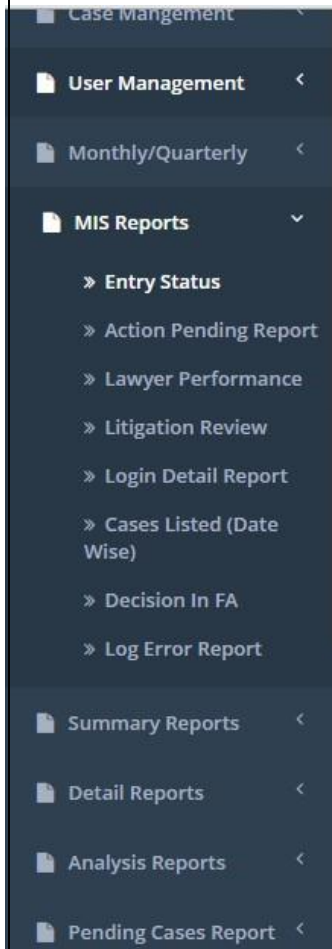 Case Mangement
User Management
Monthly/Quarterly
MIS Reports
» Entry Status
» Action Pending Report
» Lawyer Performance
» Litigation Review
» Login Detail Report
» Cases Listed (Date
Wise)
» Decision In FA
» Log Error Report
Summary Reports
Detail Reports
Analysis Reports
Pending Cases Report